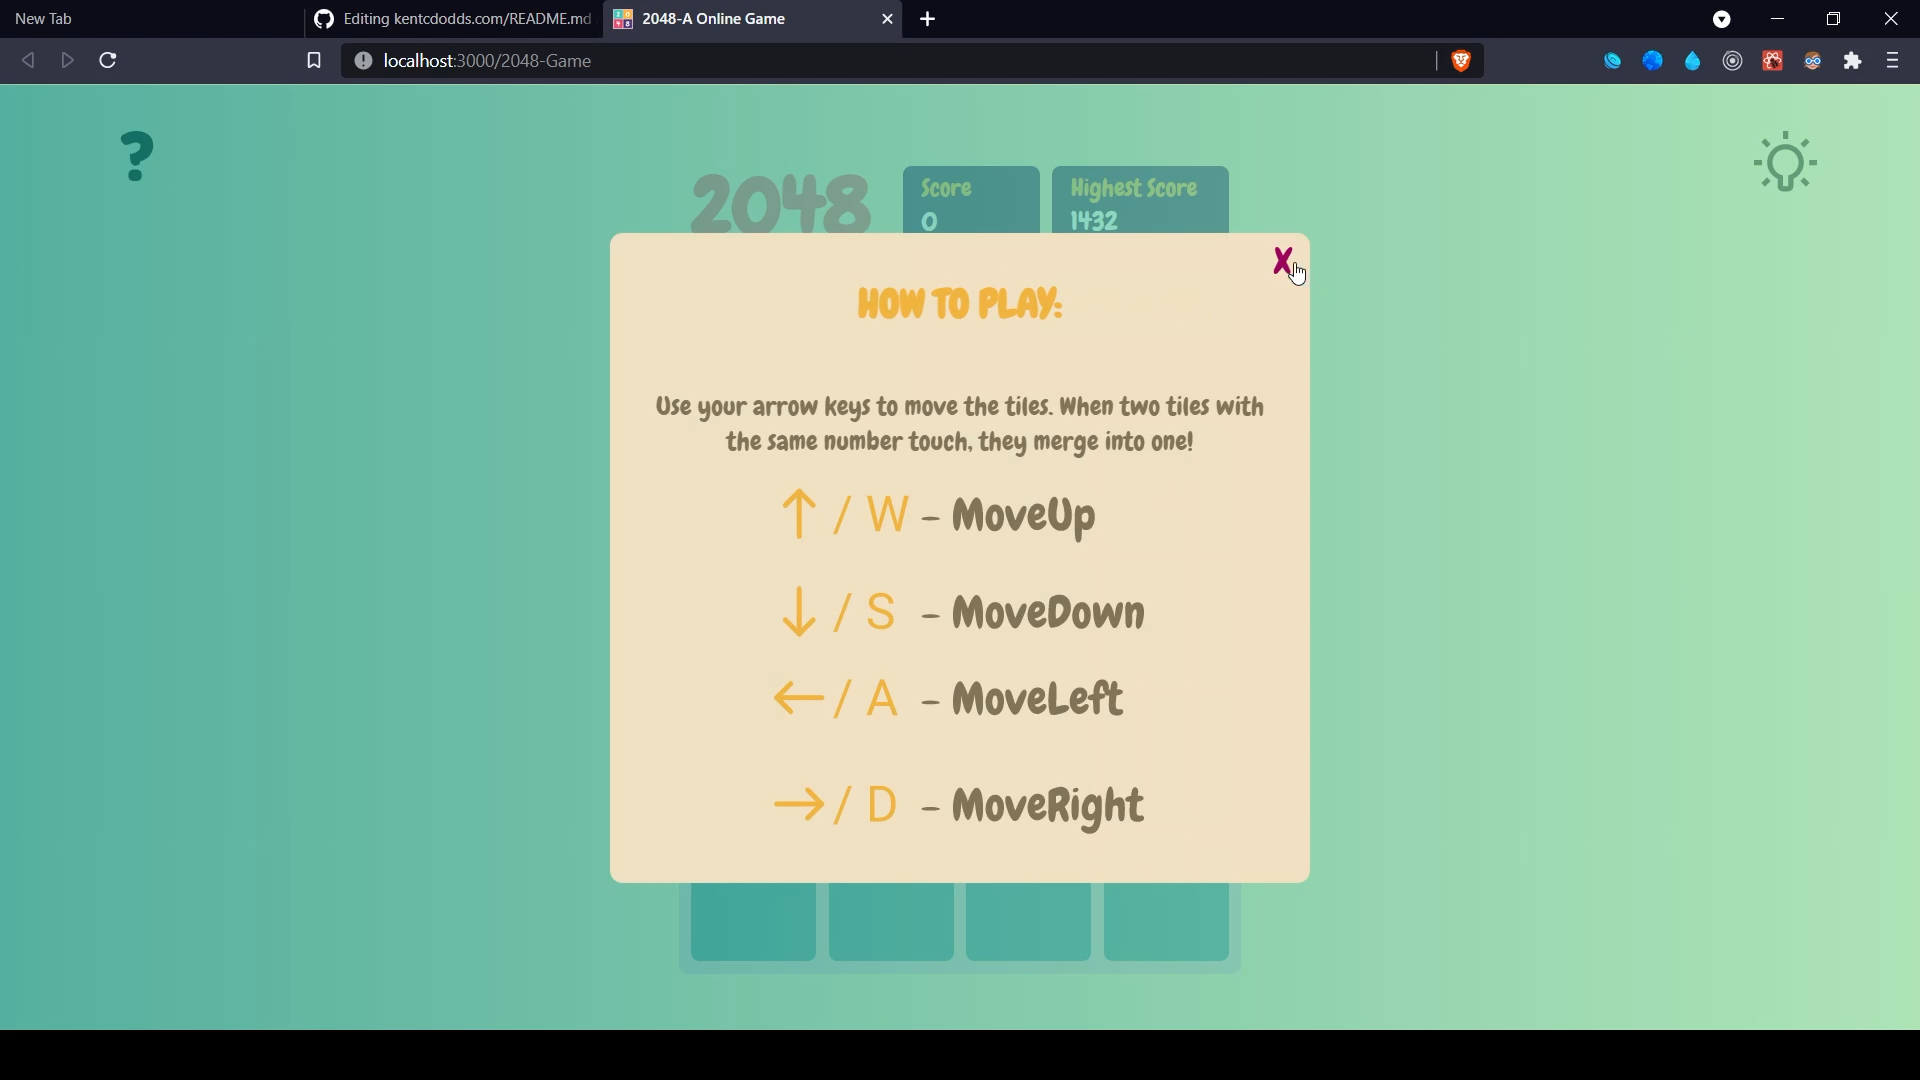 New Tab
Editing kentcdodds.com/README.md
2048-A Online Game
localhost:3000/2048-Game
?
2048
Score
0
Highest Score
1432
X
HOW TO PLAY:
Use your arrow keys to move the tiles. When two tiles with
the same number touch, they merge into one!
↑ / W - MoveUp
↓ / S - MoveDown
← / A - MoveLeft
→ / D - MoveRight